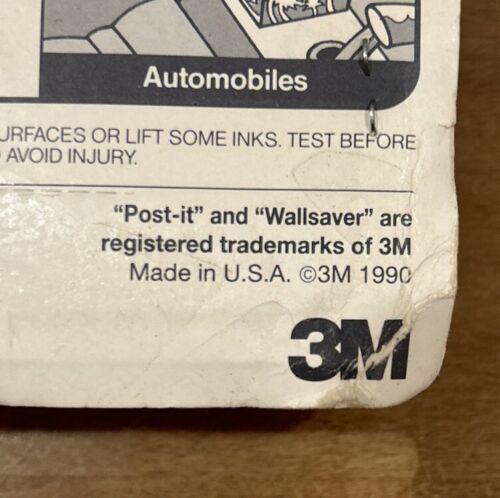 Automobiles
URFACES OR LIFT SOME INKS. TEST BEFORE
AVOID INJURY.
“Post-it” and “Wallsaver” are
registered trademarks of 3M
Made in U.S.A. ©3M 1990
3M